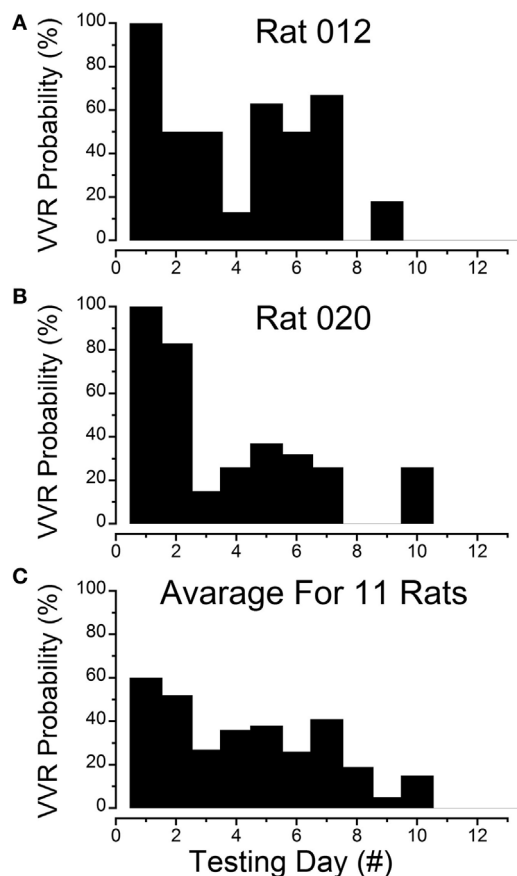 A
Rat 012
VVR Probability (%)
100
80
60
40
20
0
0 2 4 6 8 10 12
B
Rat 020
VVR Probability (%)
100
80
60
40
20
0
0 2 4 6 8 10 12
C
Avarage For 11 Rats
VVR Probability (%)
100
80
60
40
20
0
0 2 4 6 8 10 12
Testing Day (#)